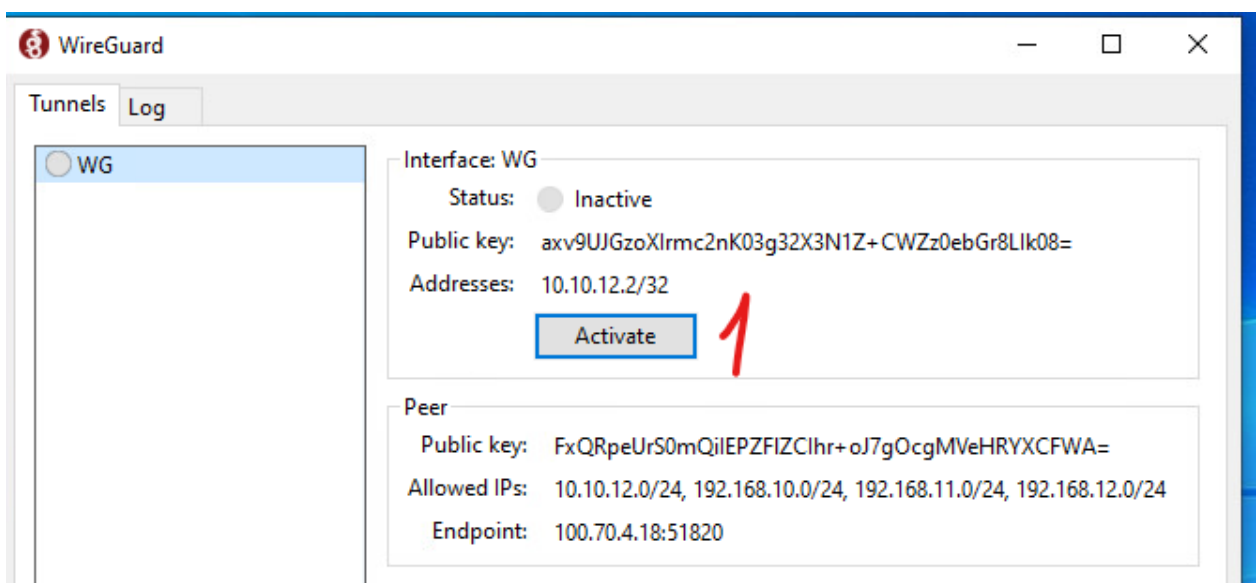 WireGuard
Tunnels
Log
WG
Interface: WG
Status: Inactive
Public key: axv9UJGzoXIrmc2nK03g32X3N1Z+CWZz0ebGr8LIk08=
Addresses: 10.10.12.2/32
Activate
1
Peer
Public key: FxQRpeUrS0mQilEPZFIZClhr+oJ7gOcgMVeHRYXCFWA=
Allowed IPs: 10.10.12.0/24, 192.168.10.0/24, 192.168.11.0/24, 192.168.12.0/24
Endpoint: 100.70.4.18:51820